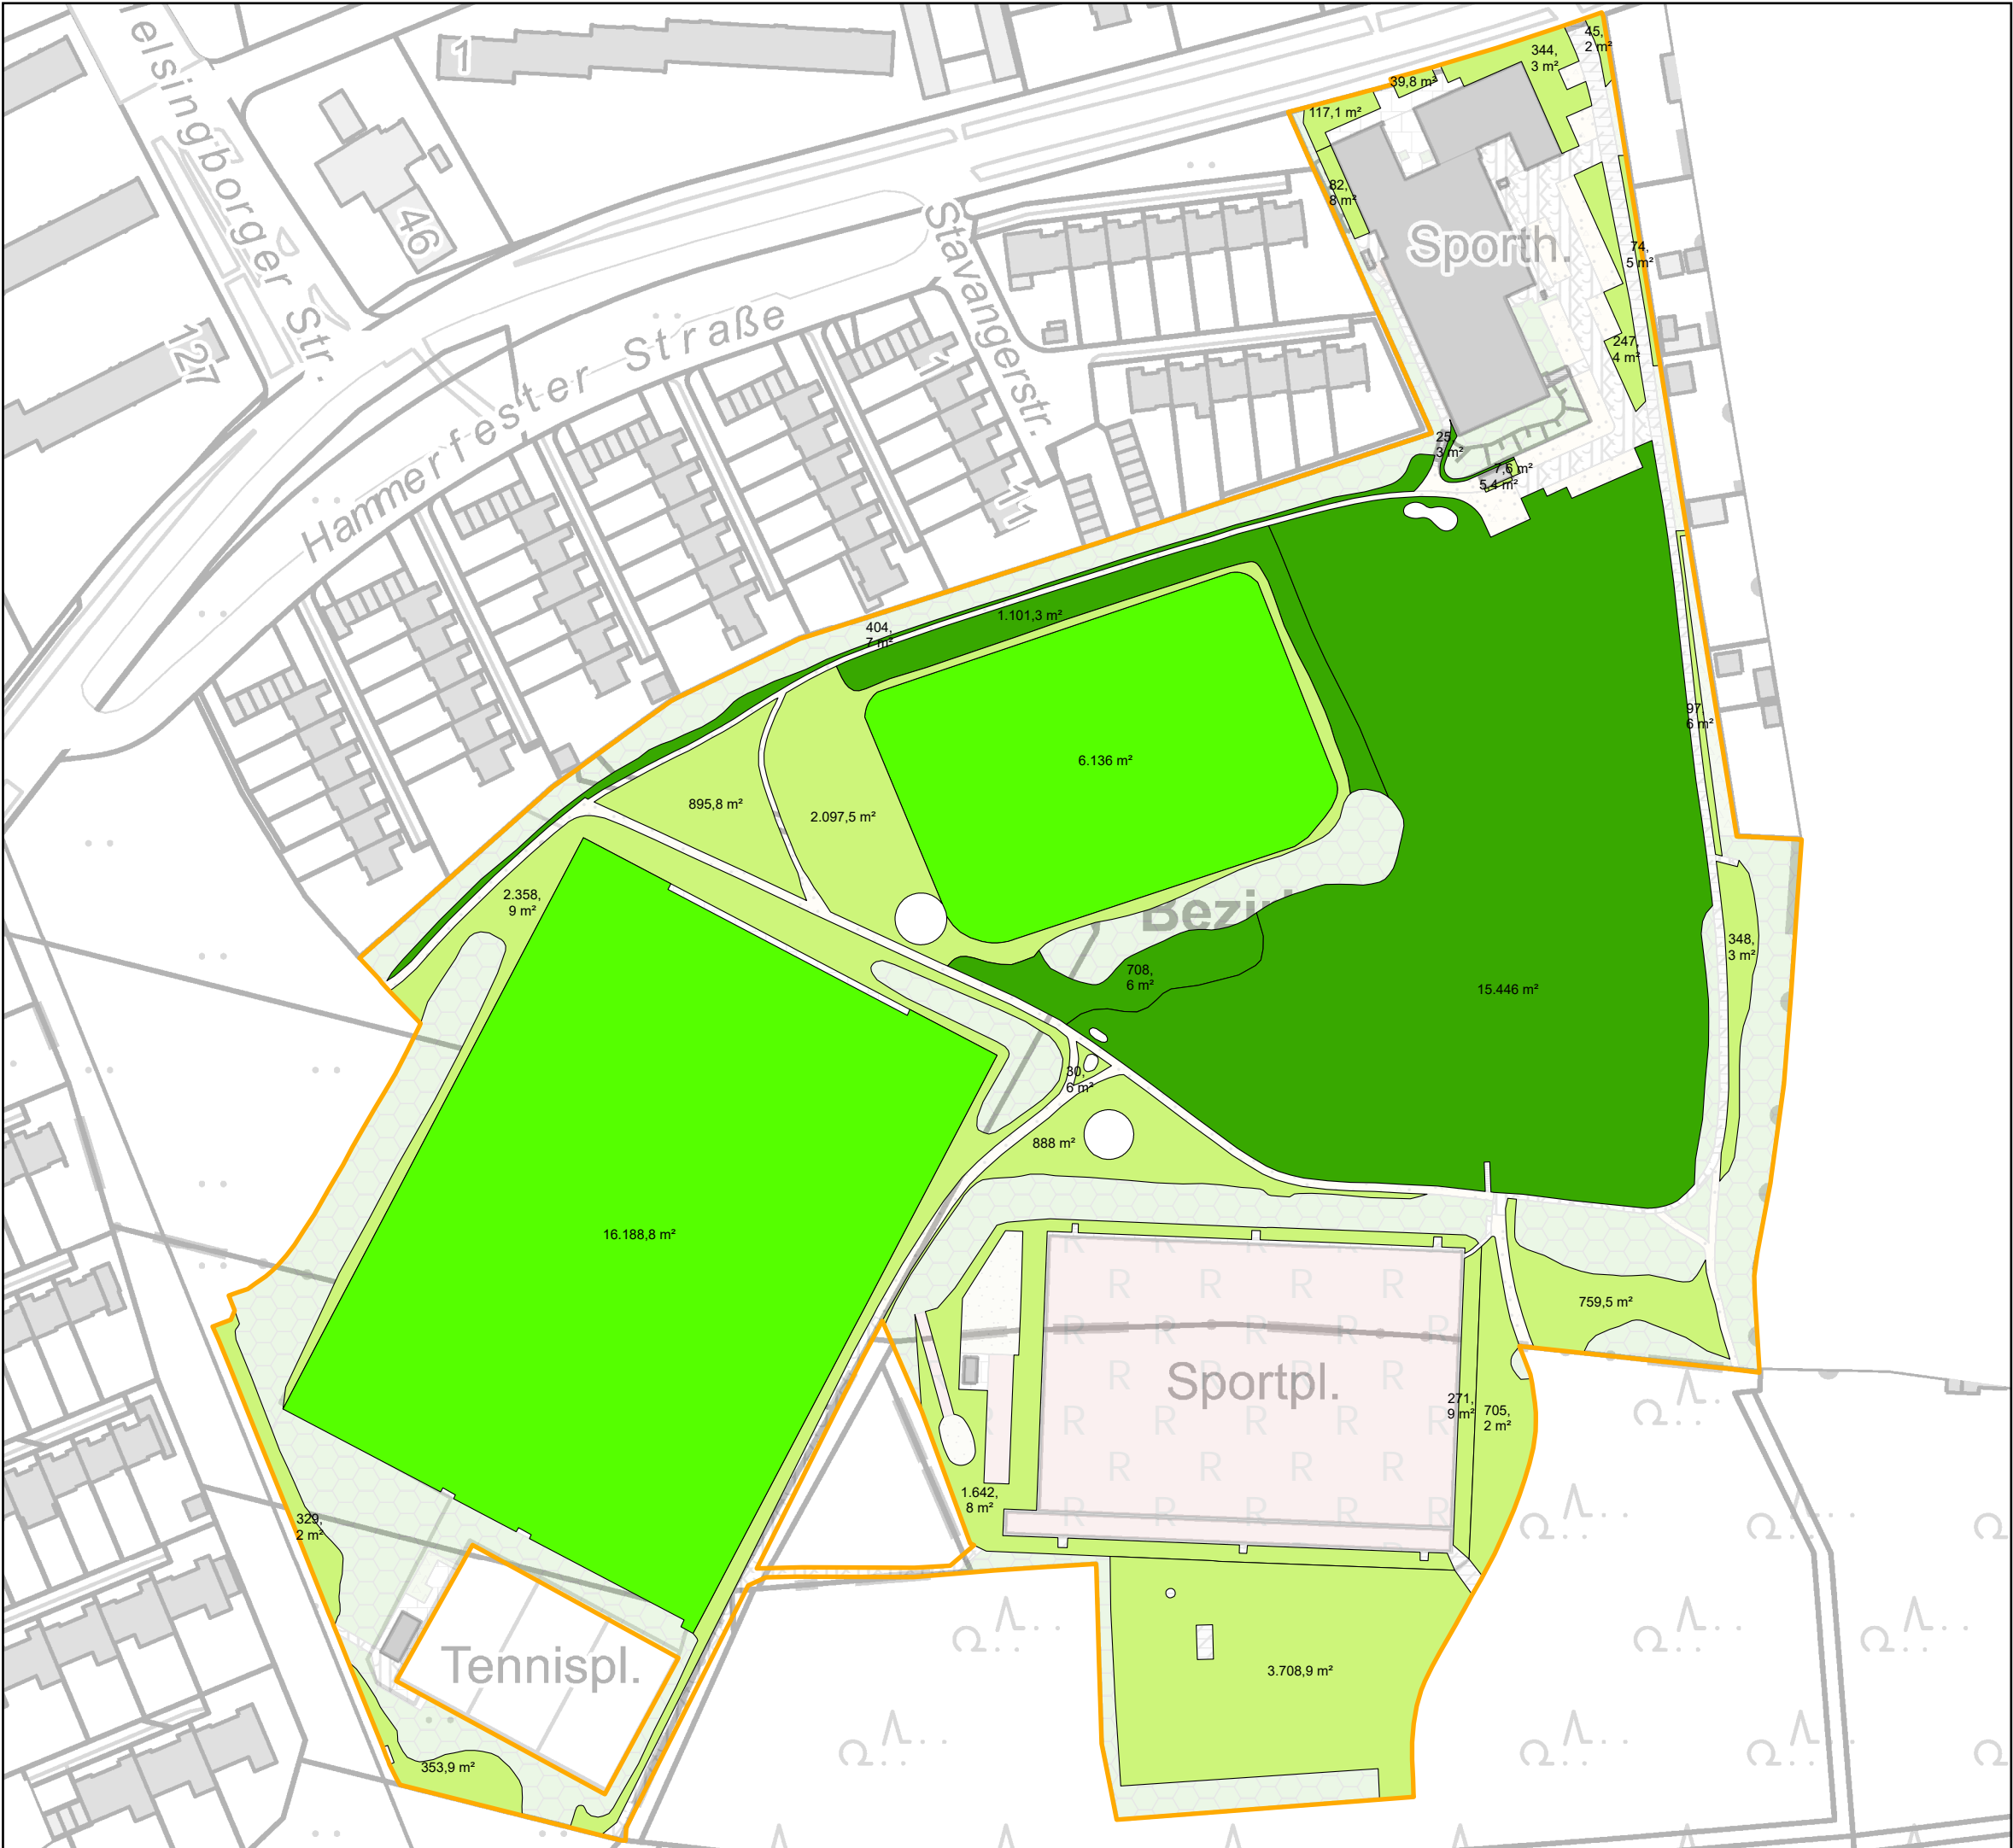 elsingborger Str.
1
46
127
Hammerfester Straße
Stavangerstr.
1
11
45,
2 m²
344,
3 m²
39,8 m²
117,1 m²
82,
8 m²
Sporth.
74,
5 m²
247,
4 m²
25,
3 m²
7,6 m²
5,4 m²
404,
7 m²
1.101,3 m²
97,
6 m²
6.136 m²
895,8 m²
2.097,5 m²
2.358,
9 m²
Bezir
348,
3 m²
708,
6 m²
15.446 m²
30,
6 m²
888 m²
16.188,8 m²
759,5 m²
R R R R R
R R R R
R R R R R
Sportpl.
R R R R R
271,
9 m²
705,
2 m²
R R R R
R R R R
1.642,
8 m²
R R R R R
329,
2 m²
Tennispl.
3.708,9 m²
353,9 m²